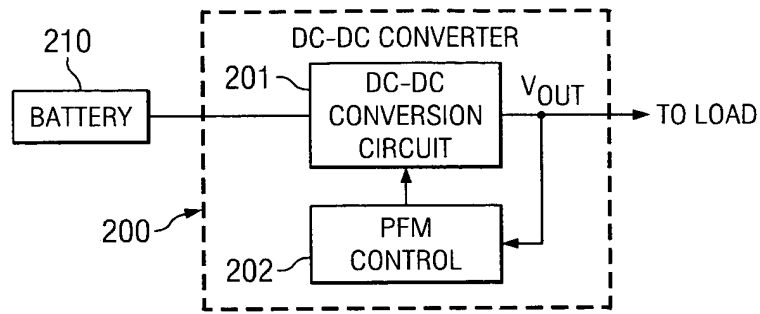 DC-DC CONVERTER
210
201
BATTERY
DC-DC
CONVERSION
CIRCUIT
VOUT
TO LOAD
200
202
PFM
CONTROL